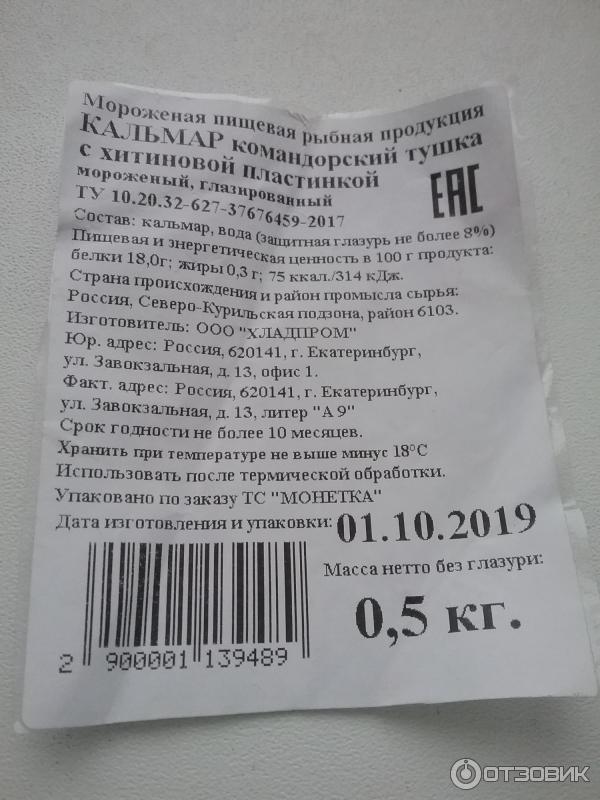 Мороженая пищевая рыбная продукция
КАЛЬМАР командорский тушка
с хитиновой пластинкой
мороженый, глазированный
ТУ 10.20.32-627-37676459-2017
EAC
Состав: кальмар, вода (защитная глазурь не более 8%)
Пищевая и энергетическая ценность в 100 г продукта:
белки 18,0г; жиры 0,3 г; 75 ккал./314 кДж.
Страна происхождения и район промысла сырья:
Россия, Северо-Курильская подзона, район 6103.
Изготовитель: ООО "ХЛАДПРОМ"
Юр. адрес: Россия, 620141, г. Екатеринбург,
ул. Завокзальная, д. 13, офис 1.
Факт. адрес: Россия, 620141, г. Екатеринбург,
ул. Завокзальная, д. 13, литер "А 9"
Срок годности не более 10 месяцев.
Хранить при температуре не выше минус 18°С
Использовать после термической обработки.
Упаковано по заказу ТС "МОНЕТКА"
Дата изготовления и упаковки: 01.10.2019
Масса нетто без глазури:
0,5 кг.
2 900001 139489
ОТЗОВИК